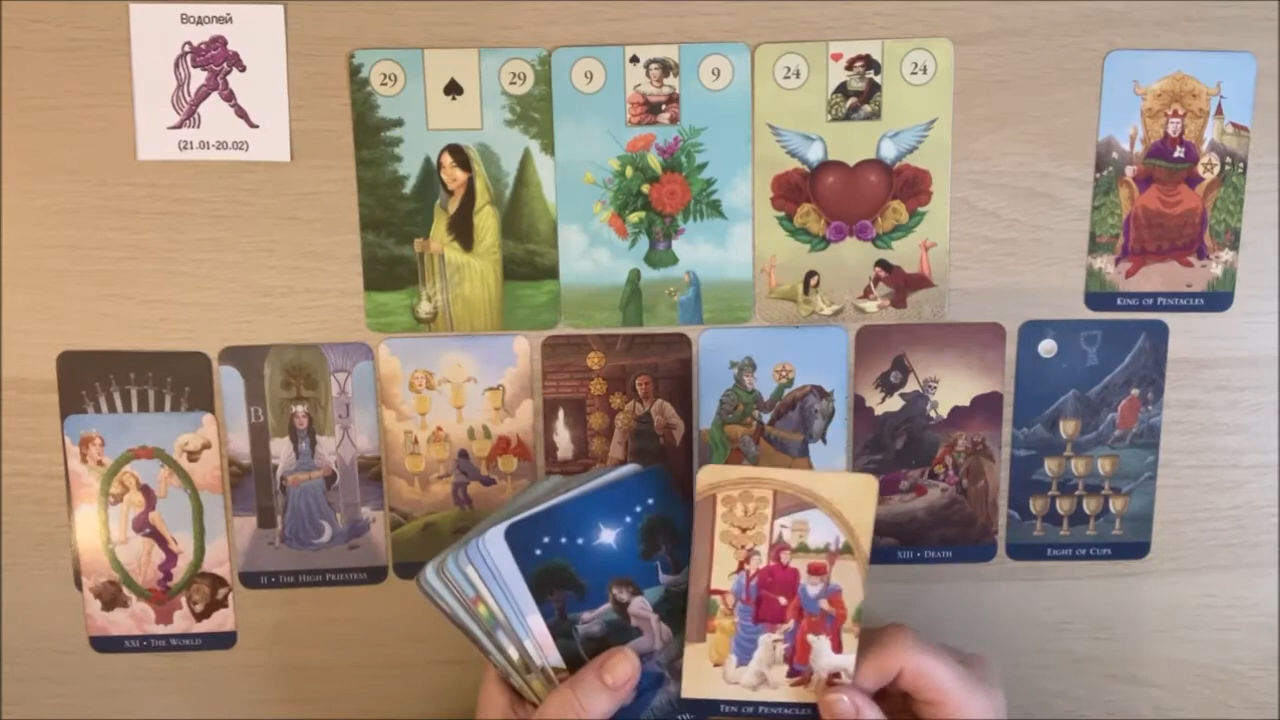 Водолей
(21.01-20.02)
29 29
9 9
24 24
KING OF PENTACLES
B J
II • THE HIGH PRIESTESS
XIII • DEATH
EIGHT OF CUPS
XXI • THE WORLD
TEN OF PENTACLES